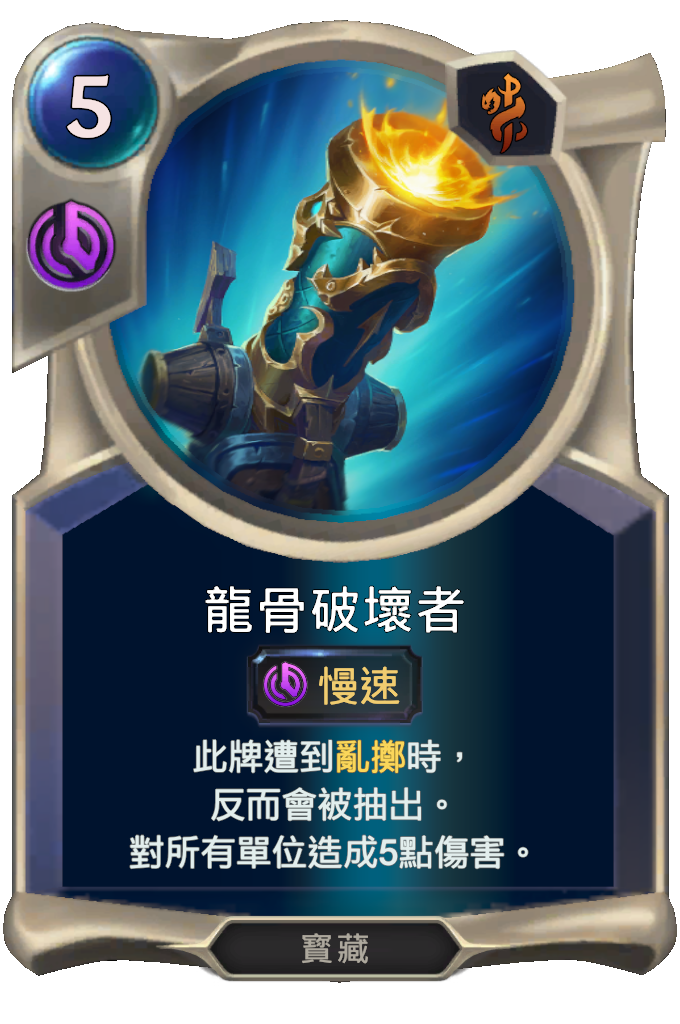 5
龍骨破壞者
慢速
此牌遭到亂擲時，
反而會被抽出。
對所有單位造成5點傷害。
寶藏